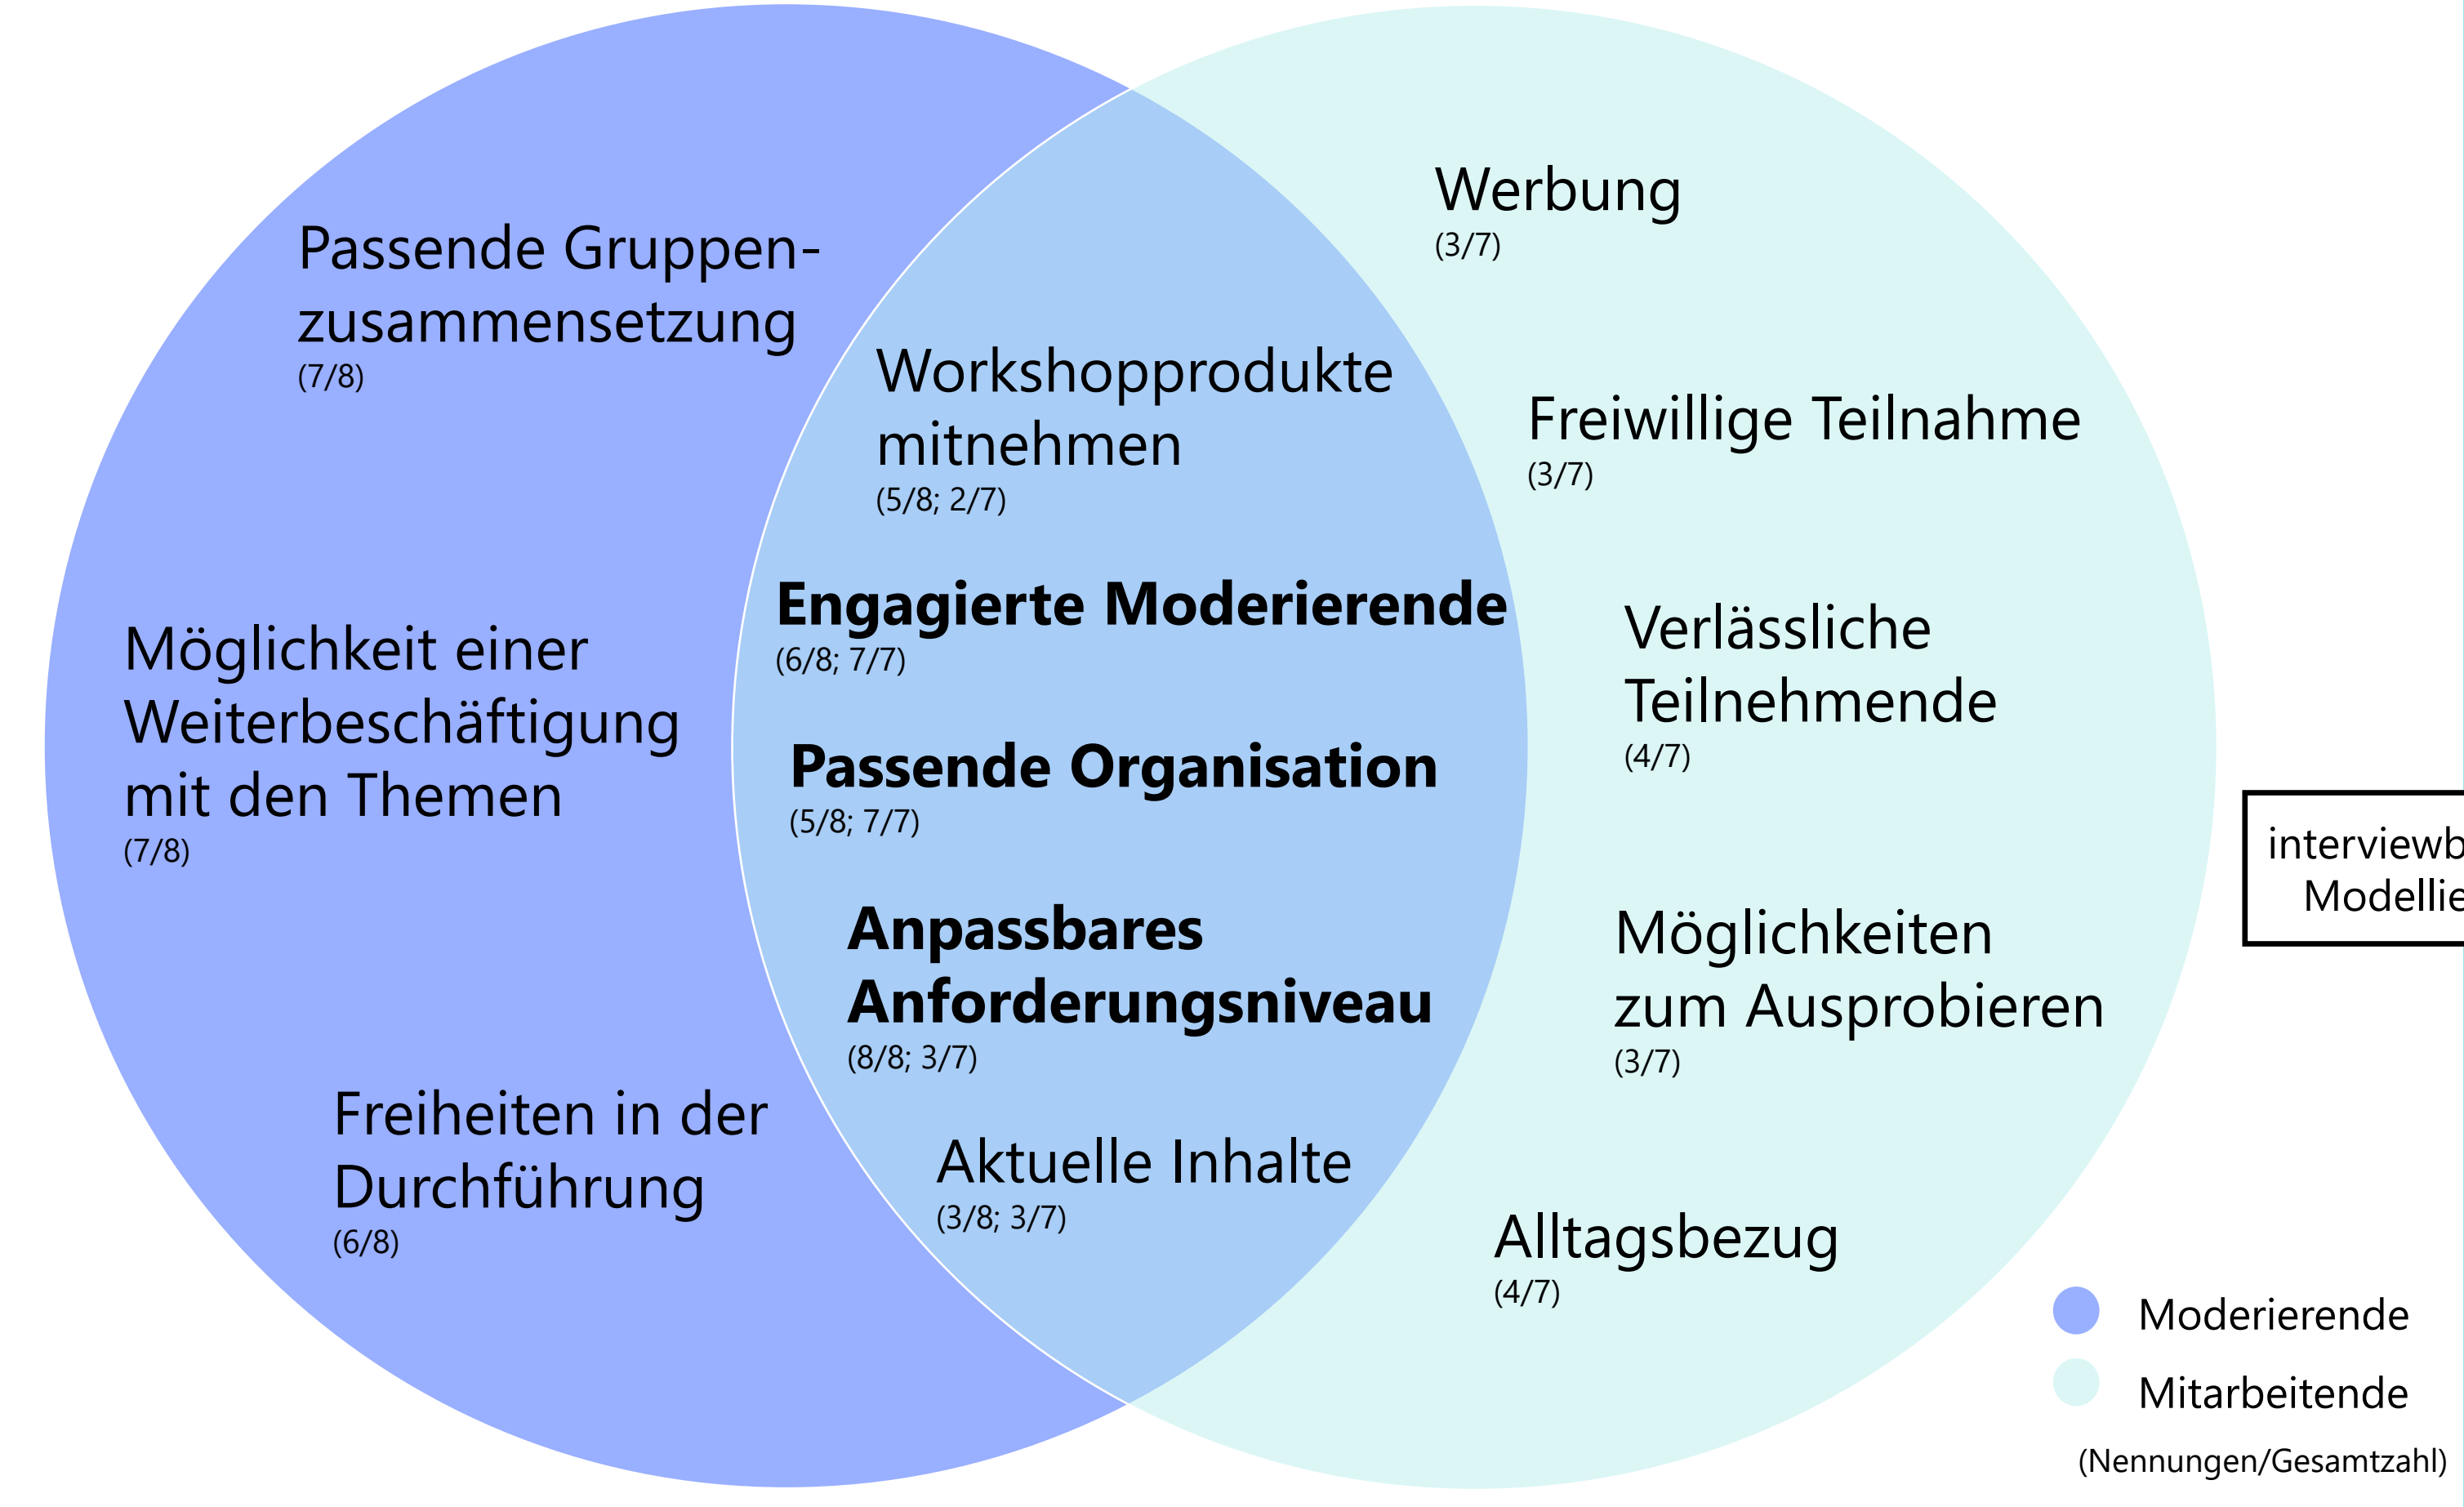 Passende Gruppen-
zusammensetzung
(7/8)
Möglichkeit einer
Weiterbeschäftigung
mit den Themen
(7/8)
Freiheiten in der
Durchführung
(6/8)
Workshopprodukte
mitnehmen
(5/8; 2/7)
Engagierte Moderierende
(6/8; 7/7)
Passende Organisation
(5/8; 7/7)
Anpassbares
Anforderungsniveau
(8/8; 3/7)
Aktuelle Inhalte
(3/8; 3/7)
Werbung
(3/7)
Freiwillige Teilnahme
(3/7)
Verlässliche
Teilnehmende
(4/7)
Möglichkeiten
zum Ausprobieren
(3/7)
Alltagsbezug
(4/7)
Moderierende
Mitarbeitende
(Nennungen/Gesamtzahl)